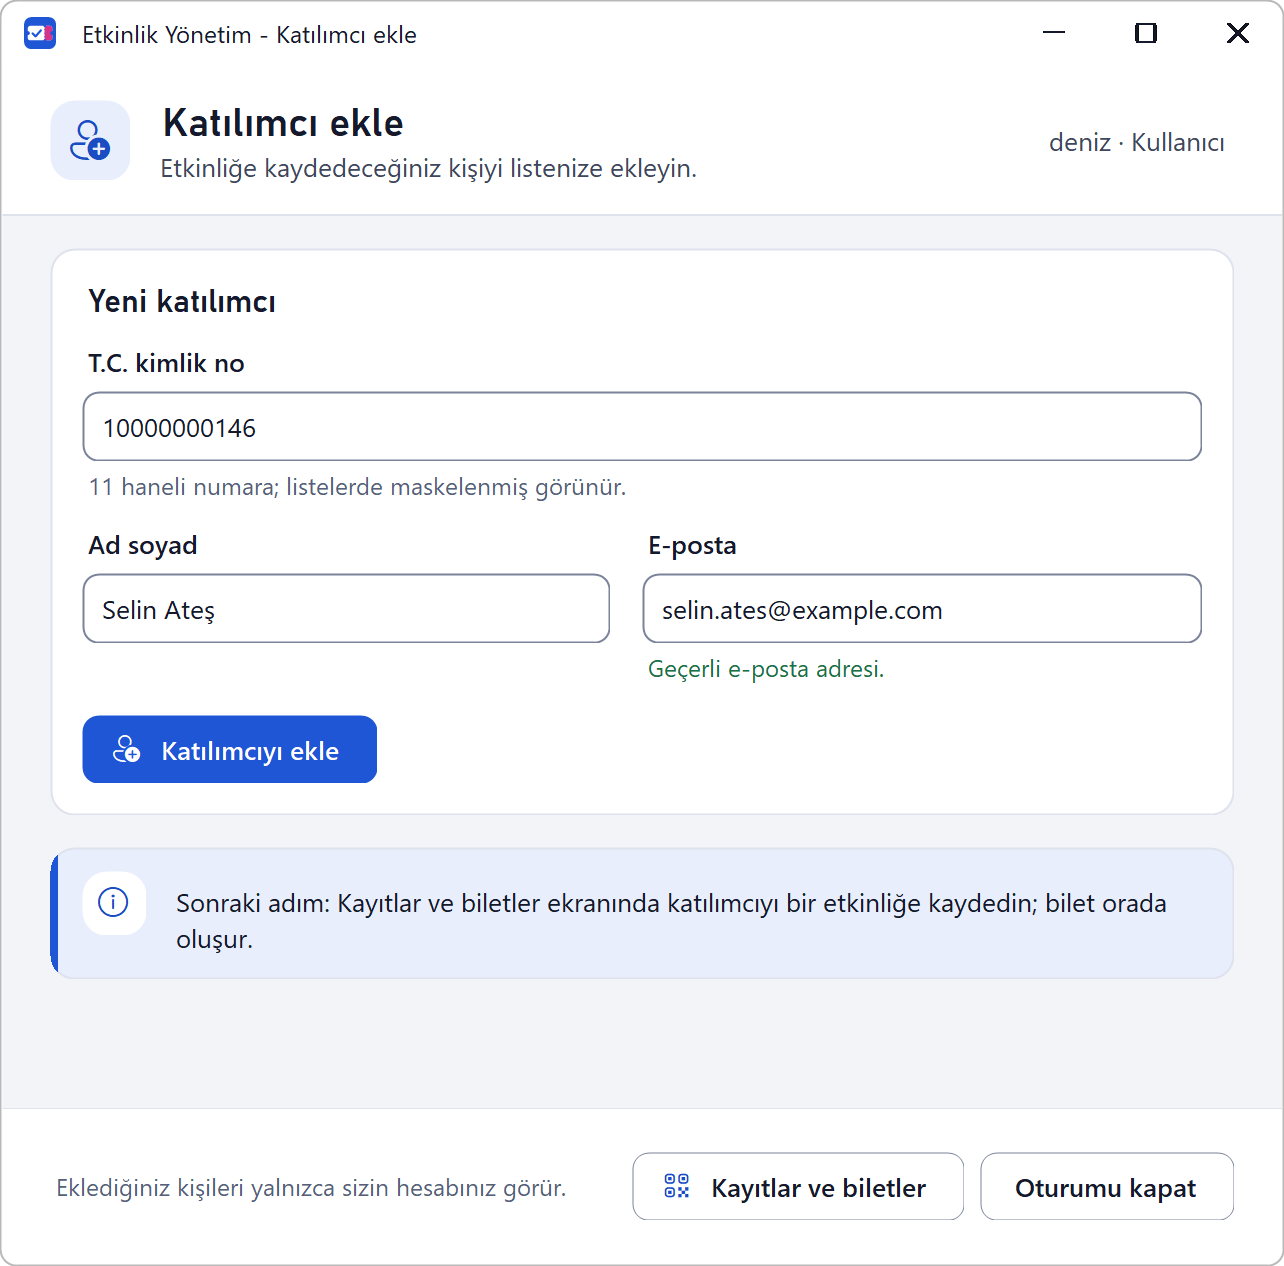 Etkinlik Yönetim - Katılımcı ekle
Katılımcı ekle
Etkinliğe kaydedeceğiniz kişiyi listenize ekleyin.
deniz · Kullanıcı
Yeni katılımcı
T.C. kimlik no
10000000146
11 haneli numara; listelerde maskelenmiş görünür.
Ad soyad
E-posta
Selin Ateş
selin.ates@example.com
Geçerli e-posta adresi.
Katılımcıyı ekle
Sonraki adım: Kayıtlar ve biletler ekranında katılımcıyı bir etkinliğe kaydedin; bilet orada
oluşur.
Eklediğiniz kişileri yalnızca sizin hesabınız görür.
Kayıtlar ve biletler
Oturumu kapat